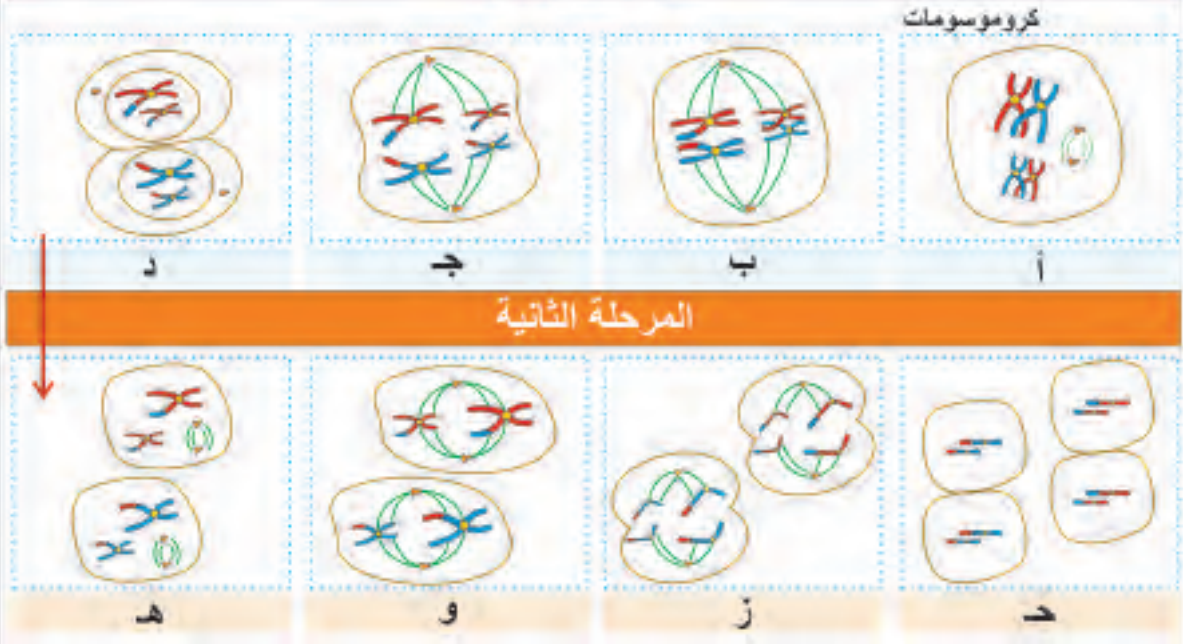 كروموسومات
أ
ب
جـ
د
المرحلة الثانية
هـ
و
ز
حـ